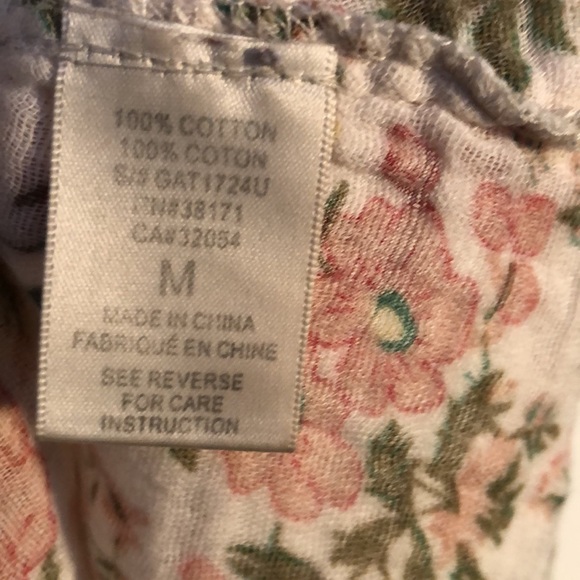 100% COTTON
100% COTON
S/# GAT1724U
RN#38171
CA#32054
M
MADE IN CHINA
FABRIQUÉ EN CHINE
SEE REVERSE
FOR CARE
INSTRUCTION